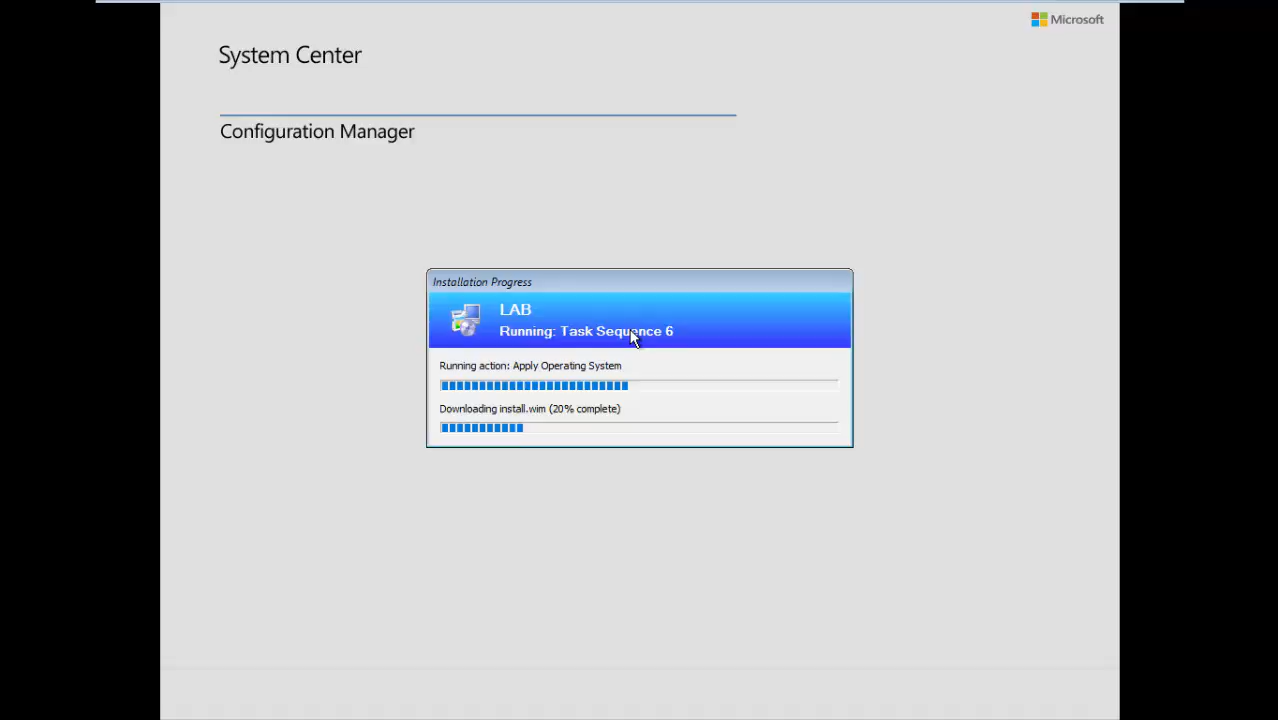 Microsoft
System Center
Configuration Manager
Installation Progress
LAB
Running: Task Sequence 6
Running action: Apply Operating System
Downloading install.wim (20% complete)